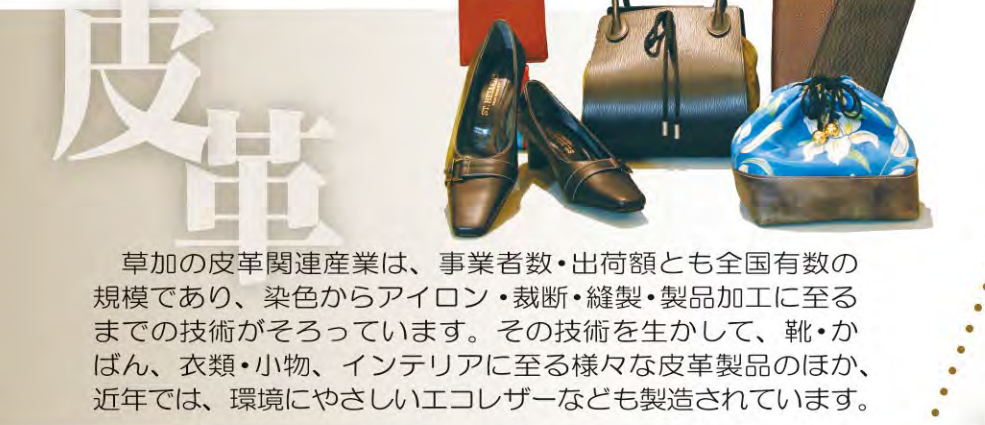 皮革
草加の皮革関連産業は、事業者数・出荷額とも全国有数の
規模であり、染色からアイロン・裁断・縫製・製品加工に至る
までの技術がそろっています。その技術を生かして、靴・か
ばん、衣類・小物、インテリアに至る様々な皮革製品のほか、
近年では、環境にやさしいエコレザーなども製造されています。